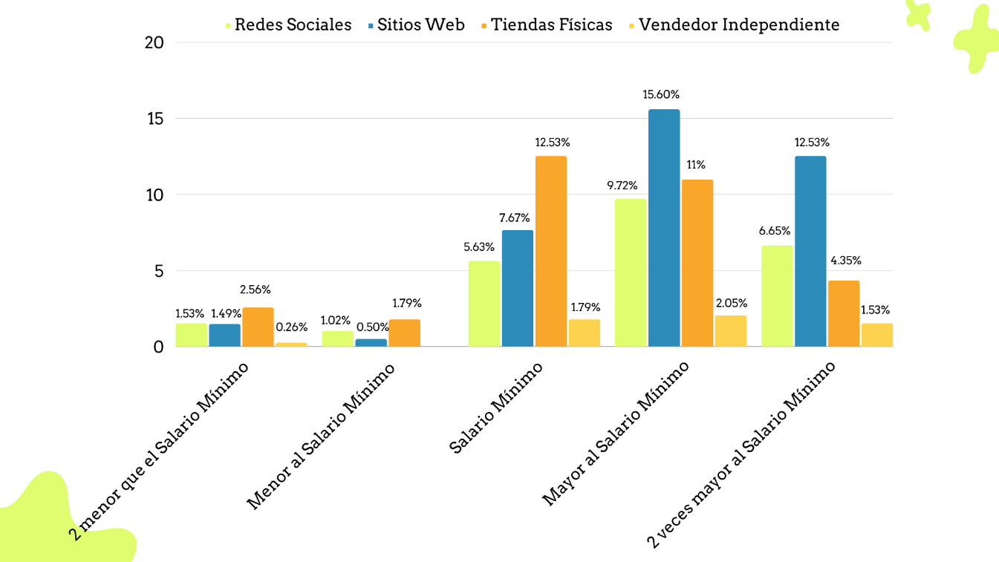 Redes Sociales Sitios Web Tiendas Físicas Vendedor Independiente
20
15
10
5
0
1.53% 1.49% 2.56% 0.26%
1.02% 0.50% 1.79%
5.63% 7.67% 12.53% 1.79%
9.72% 15.60% 11% 2.05%
6.65% 12.53% 4.35% 1.53%
2 menor que el Salario Mínimo
Menor al Salario Mínimo
Salario Mínimo
Mayor al Salario Mínimo
2 veces mayor al Salario Mínimo